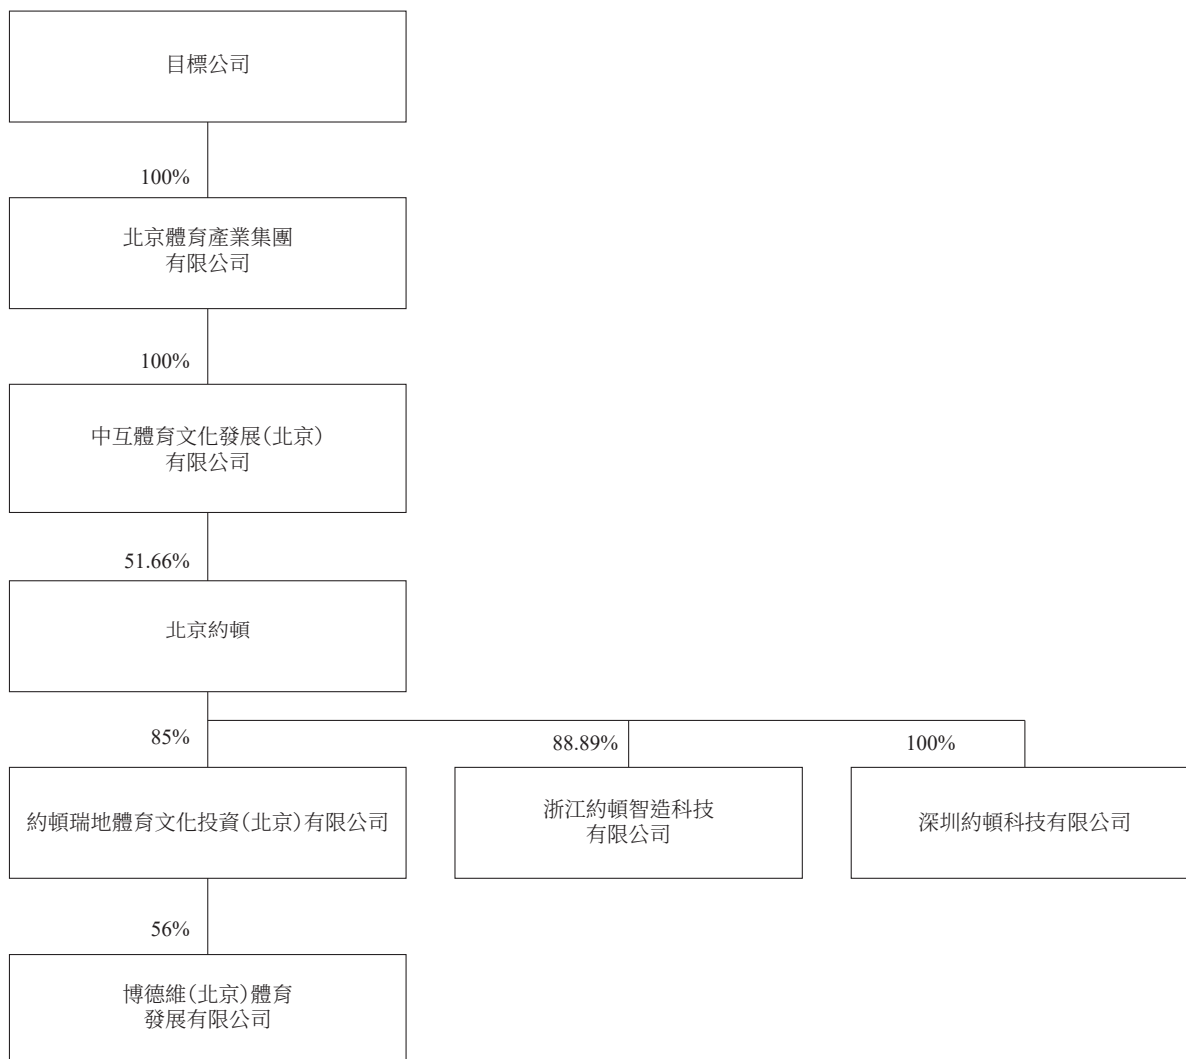 目標公司
100%
北京體育產業集團
有限公司
100%
中互體育文化發展(北京)
有限公司
51.66%
北京約頓
85%
88.89%
100%
約頓瑞地體育文化投資(北京)有限公司
浙江約頓智造科技
有限公司
深圳約頓科技有限公司
56%
博德維(北京)體育
發展有限公司